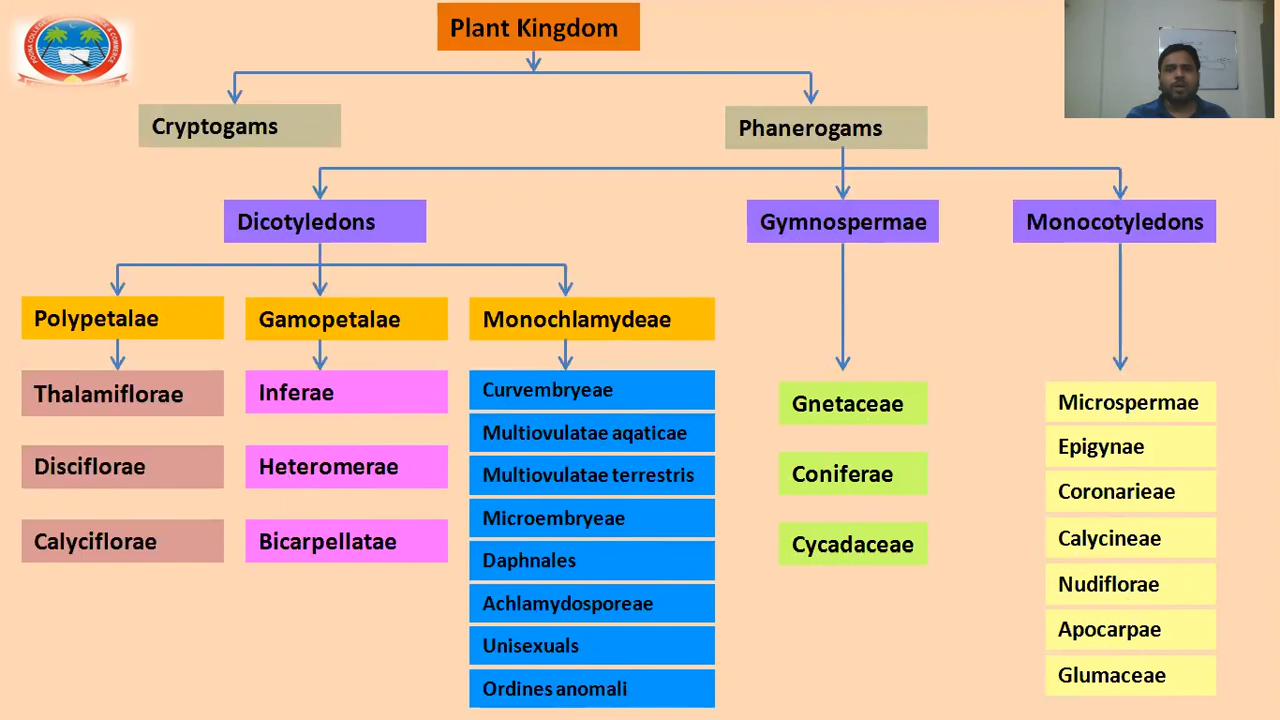 Plant Kingdom
Cryptogams
Phanerogams
Dicotyledons
Gymnospermae
Monocotyledons
Polypetalae
Gamopetalae
Monochlamydeae
Thalamiflorae
Disciflorae
Calyciflorae
Inferae
Heteromerae
Bicarpellatae
Curvembryeae
Multiovulatae aqaticae
Multiovulatae terrestris
Microembryeae
Daphnales
Achlamydosporeae
Unisexuals
Ordines anomali
Gnetaceae
Coniferae
Cycadaceae
Microspermae
Epigynae
Coronarieae
Calycineae
Nudiflorae
Apocarpae
Glumaceae